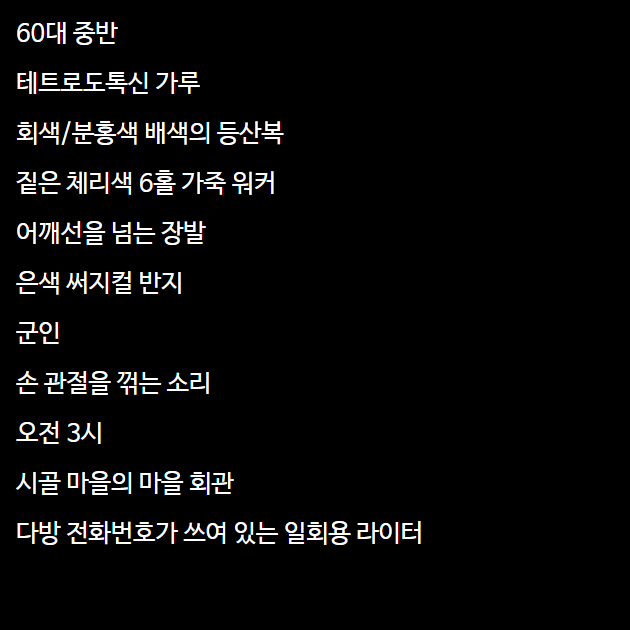 60대 중반
테트로도톡신 가루
회색/분홍색 배색의 등산복
짙은 체리색 6홀 가죽 워커
어깨선을 넘는 장발
은색 써지컬 반지
군인
손 관절을 꺾는 소리
오전 3시
시골 마을의 마을 회관
다방 전화번호가 쓰여 있는 일회용 라이터